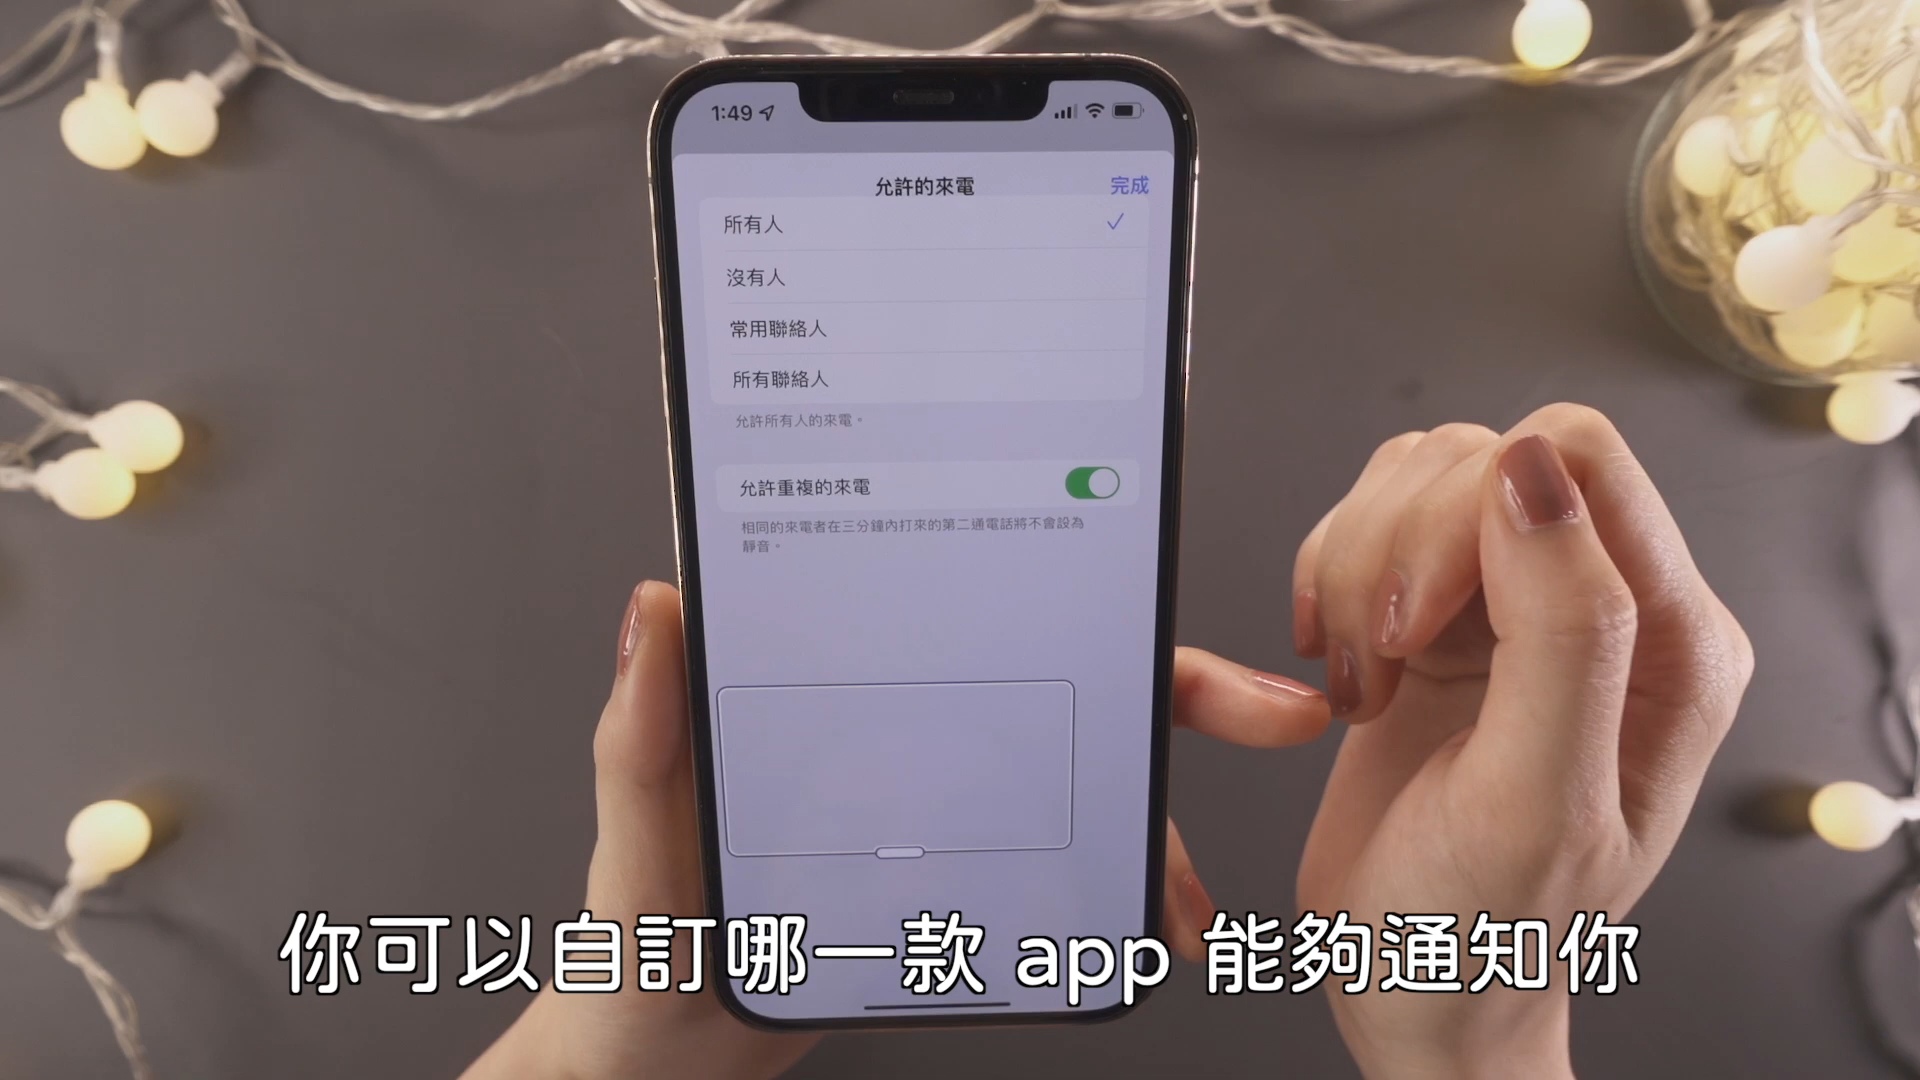 1:49
允許的來電
完成
所有人
沒有人
常用聯絡人
所有聯絡人
允許所有人的來電。
允許重複的來電
相同的來電者在三分鐘內打來的第二通電話將不會設為
靜音。
你可以自訂哪一款 app 能夠通知你